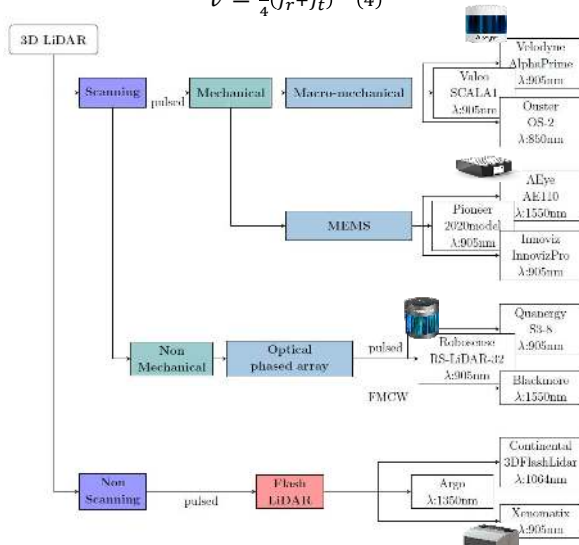 4 (fr+ft) (4)
3D LiDAR
Scanning
pulsed
Mechanical
Macro-mechanical
Velodyne
AlphaPrime
λ:905nm
Valeo
SCALA1
λ:905nm
Ouster
OS-2
λ:850nm
MEMS
AEye
AE110
λ:1550nm
Pioneer
2020model
λ:905nm
Innoviz
InnovizPro
λ:905nm
Non
Mechanical
Optical
phased array
pulsed
FMCW
Quanergy
S3-8
λ:905nm
Robosense
RS-LiDAR-32
λ:905nm
Blackmore
λ:1550nm
Non
Scanning
pulsed
Flash
LiDAR
Continental
3DFlashLidar
λ:1064nm
Argo
λ:1350nm
Xenomatix
λ:905nm